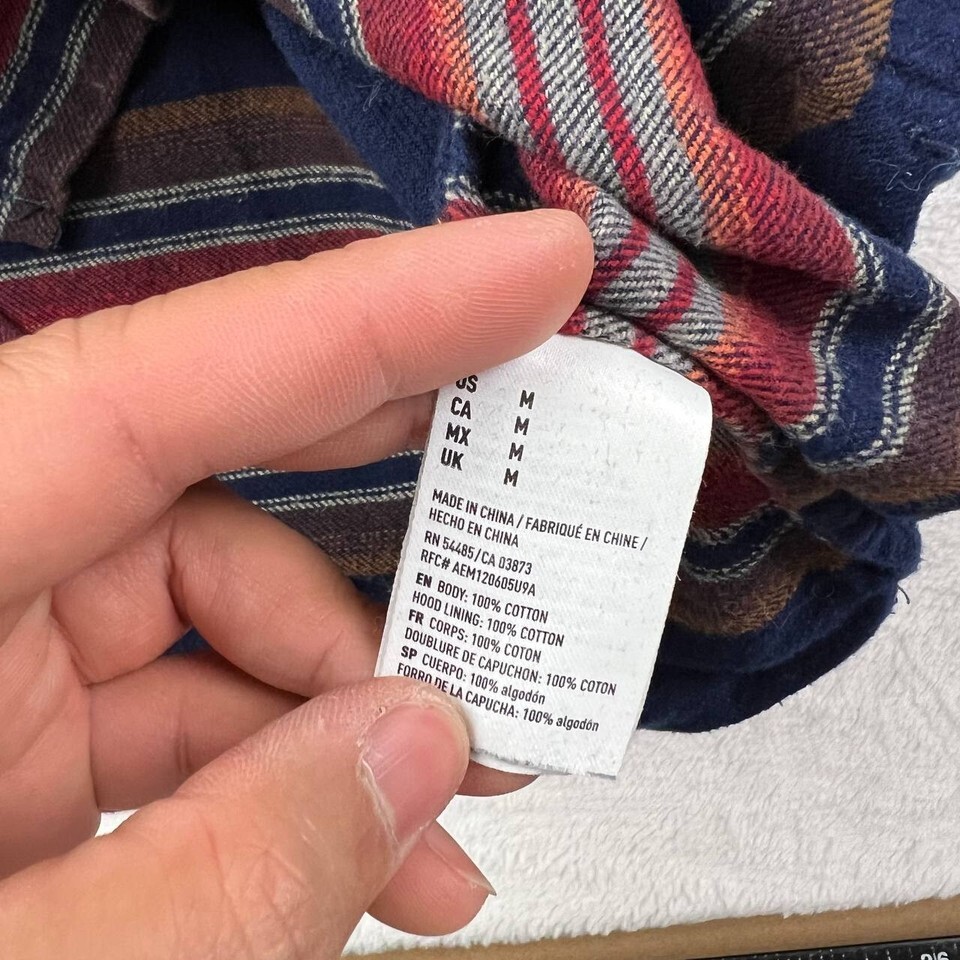 US M
CA M
MX M
UK M
MADE IN CHINA / FABRIQUÉ EN CHINE /
HECHO EN CHINA
RN 54485/CA 03873
RFC# AEM120605U9A
EN BODY: 100% COTTON
HOOD LINING: 100% COTTON
FR CORPS: 100% COTON
DOUBLURE DE CAPUCHON: 100% COTON
SP CUERPO: 100% algodón
FORRO DE LA CAPUCHA: 100% algodón